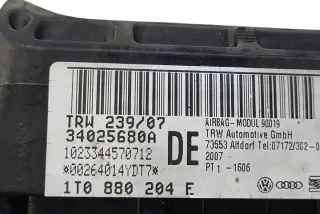 TRW 239/07
34025680A
1023344570712
*00264014YDT7*
1T0 880 204 E
DE
AIRBAG-MODUL 90019
TRW Automotive GmbH
73553 Alfdorf Tel:07172/302-0
2007
PT1-1606